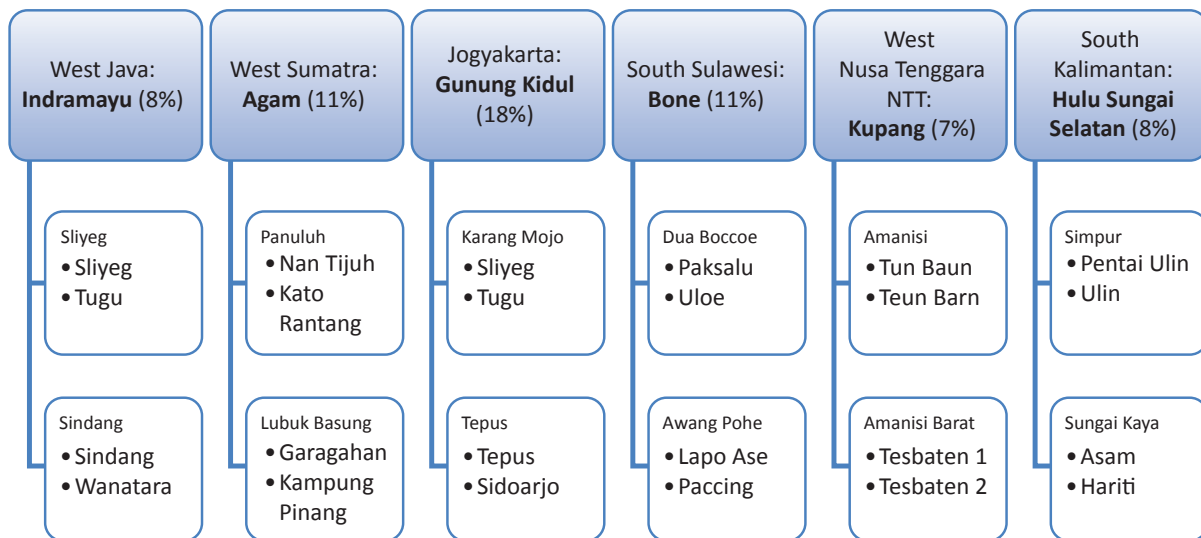 West Java:
Indramayu (8%)
Sliyeg
• Sliyeg
• Tugu
Sindang
• Sindang
• Wanatara
West Sumatra:
Agam (11%)
Panuluh
• Nan Tijuh
• Kato
Rantang
Lubuk Basung
• Garagahan
• Kampung
Pinang
Jogyakarta:
Gunung Kidul
(18%)
Karang Mojo
• Sliyeg
• Tugu
Tepus
• Tepus
• Sidoarjo
South Sulawesi:
Bone (11%)
Dua Boccoe
• Paksalu
• Uloe
Awang Pohe
• Lapo Ase
• Paccing
West
Nusa Tenggara
NTT:
Kupang (7%)
Amanisi
• Tun Baun
• Teun Barn
Amanisi Barat
• Tesbaten 1
• Tesbaten 2
South
Kalimantan:
Hulu Sungai
Selatan (8%)
Simpur
• Pentai Ulin
• Ulin
Sungai Kaya
• Asam
• Hariti